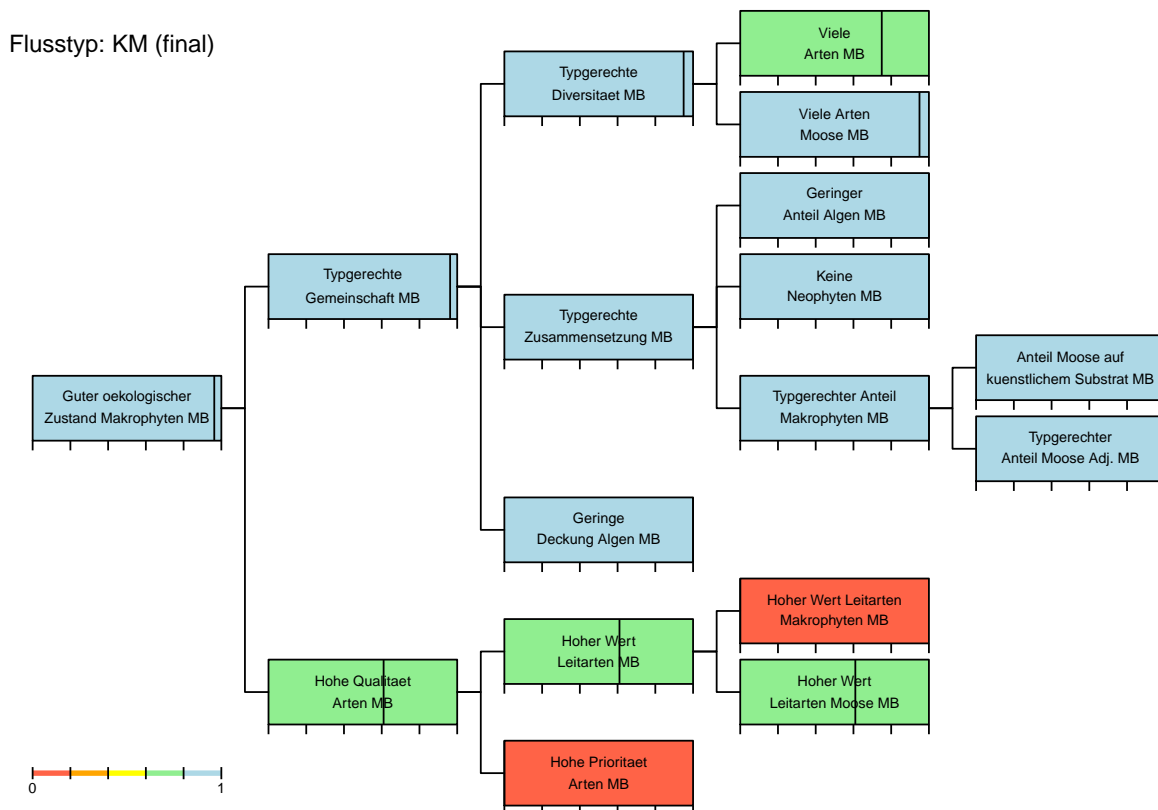 Flusstyp: KM (final)
Viele
Arten MB
Typgerechte
Diversitaet MB
Viele Arten
Moose MB
Geringer
Anteil Algen MB
Typgerechte
Gemeinschaft MB
Keine
Neophyten MB
Typgerechte
Zusammensetzung MB
Anteil Moose auf
kuenstlichem Substrat MB
Guter oekologischer
Zustand Makrophyten MB
Typgerechter Anteil
Makrophyten MB
Typgerechter
Anteil Moose Adj. MB
Geringe
Deckung Algen MB
Hoher Wert Leitarten
Makrophyten MB
Hoher Wert
Leitarten MB
Hohe Qualitaet
Arten MB
Hoher Wert
Leitarten Moose MB
Hohe Prioritaet
Arten MB
0 1